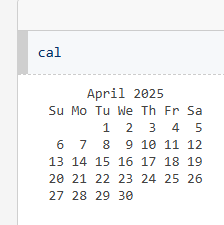 cal
April 2025
Su Mo Tu We Th Fr Sa
1 2 3 4 5
6 7 8 9 10 11 12
13 14 15 16 17 18 19
20 21 22 23 24 25 26
27 28 29 30